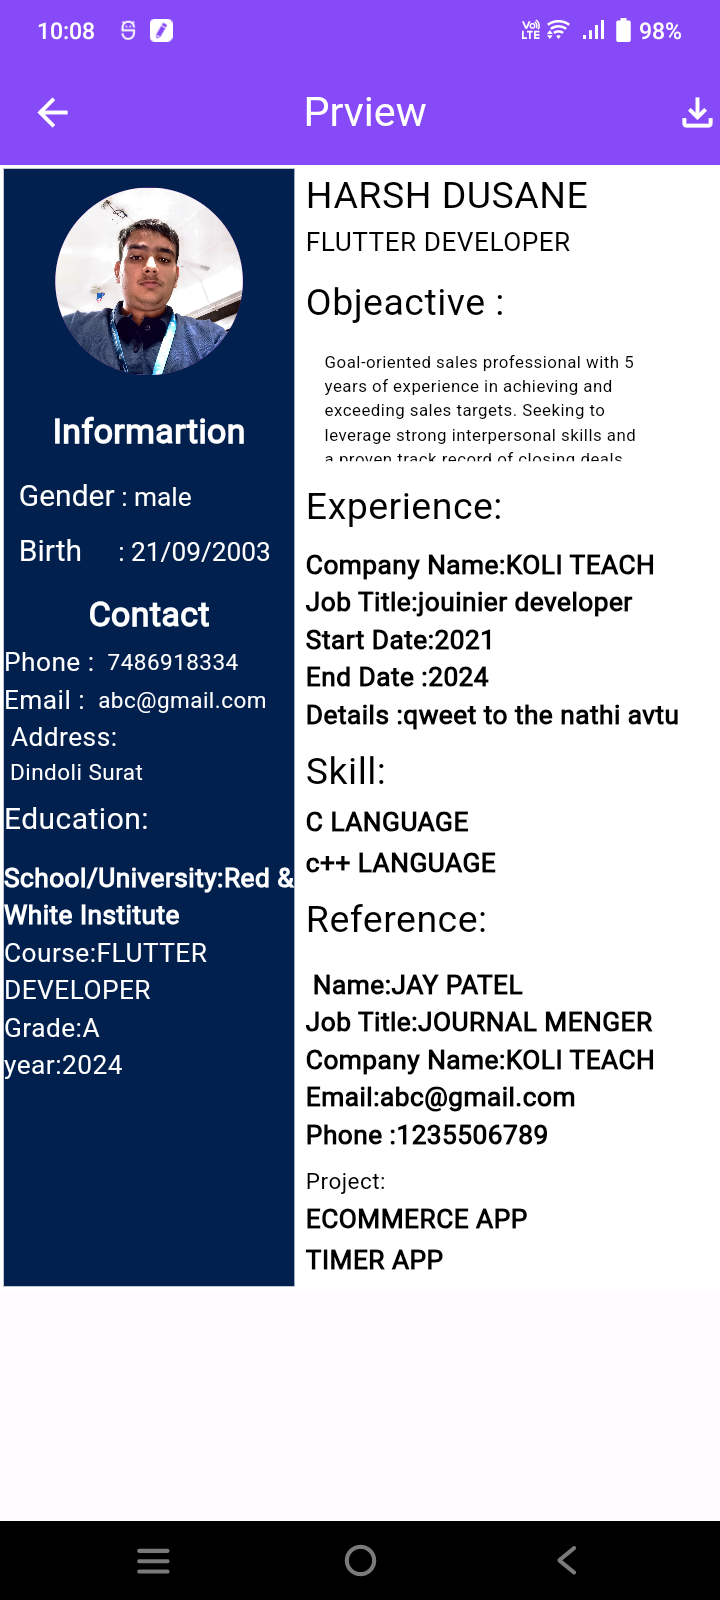 10:08
Vo)) LTE 98%
Prview
Informartion
Gender : male
Birth : 21/09/2003
Contact
Phone : 7486918334
Email : abc@gmail.com
Address:
Dindoli Surat
Education:
School/University:Red &
White Institute
Course:FLUTTER
DEVELOPER
Grade:A
year:2024
HARSH DUSANE
FLUTTER DEVELOPER
Objeactive :
Goal-oriented sales professional with 5
years of experience in achieving and
exceeding sales targets. Seeking to
leverage strong interpersonal skills and
a proven track record of closing deals
Experience:
Company Name:KOLI TEACH
Job Title:jouinier developer
Start Date:2021
End Date :2024
Details :qweet to the nathi avtu
Skill:
C LANGUAGE
c++ LANGUAGE
Reference:
Name:JAY PATEL
Job Title:JOURNAL MENGER
Company Name:KOLI TEACH
Email:abc@gmail.com
Phone :1235506789
Project:
ECOMMERCE APP
TIMER APP